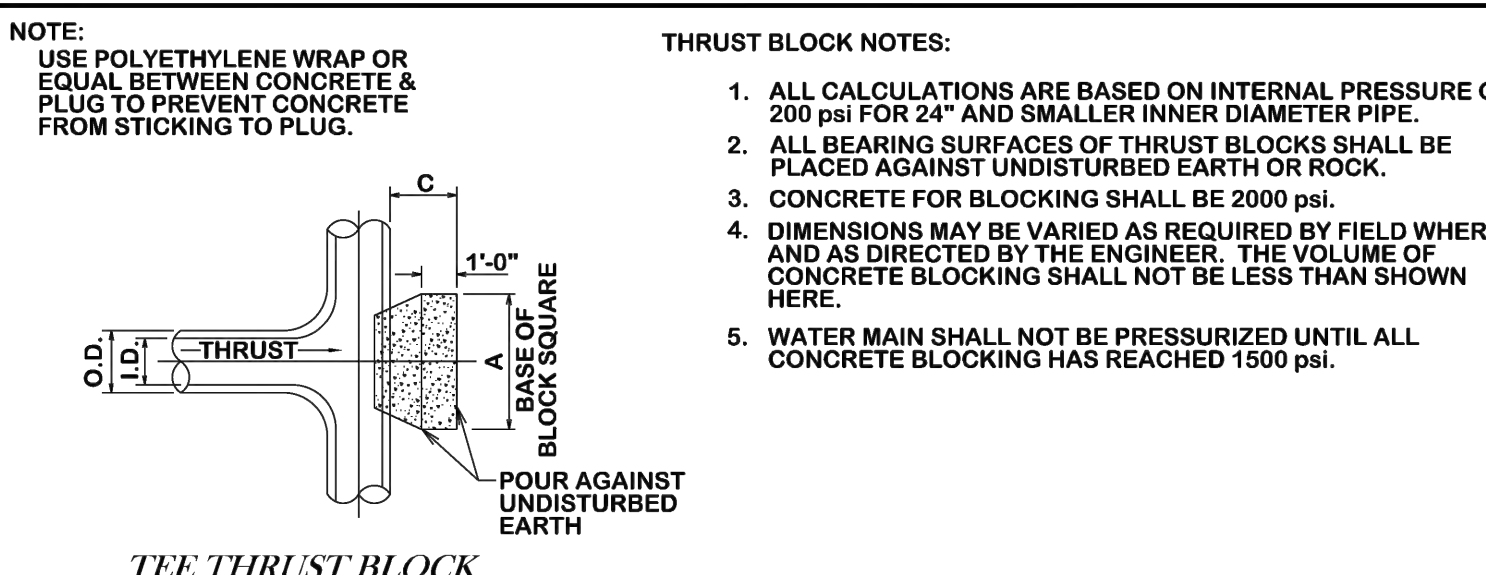 NOTE:
USE POLYETHYLENE WRAP OR
EQUAL BETWEEN CONCRETE &
PLUG TO PREVENT CONCRETE
FROM STICKING TO PLUG.
C
1'-0"
O.D.
I.D.
THRUST
A
BASE OF
BLOCK SQUARE
POUR AGAINST
UNDISTURBED
EARTH
TEE THRUST BLOCK
THRUST BLOCK NOTES:
1. ALL CALCULATIONS ARE BASED ON INTERNAL PRESSURE
200 psi FOR 24" AND SMALLER INNER DIAMETER PIPE.
2. ALL BEARING SURFACES OF THRUST BLOCKS SHALL BE
PLACED AGAINST UNDISTURBED EARTH OR ROCK.
3. CONCRETE FOR BLOCKING SHALL BE 2000 psi.
4. DIMENSIONS MAY BE VARIED AS REQUIRED BY FIELD WHER
AND AS DIRECTED BY THE ENGINEER. THE VOLUME OF
CONCRETE BLOCKING SHALL NOT BE LESS THAN SHOWN
HERE.
5. WATER MAIN SHALL NOT BE PRESSURIZED UNTIL ALL
CONCRETE BLOCKING HAS REACHED 1500 psi.